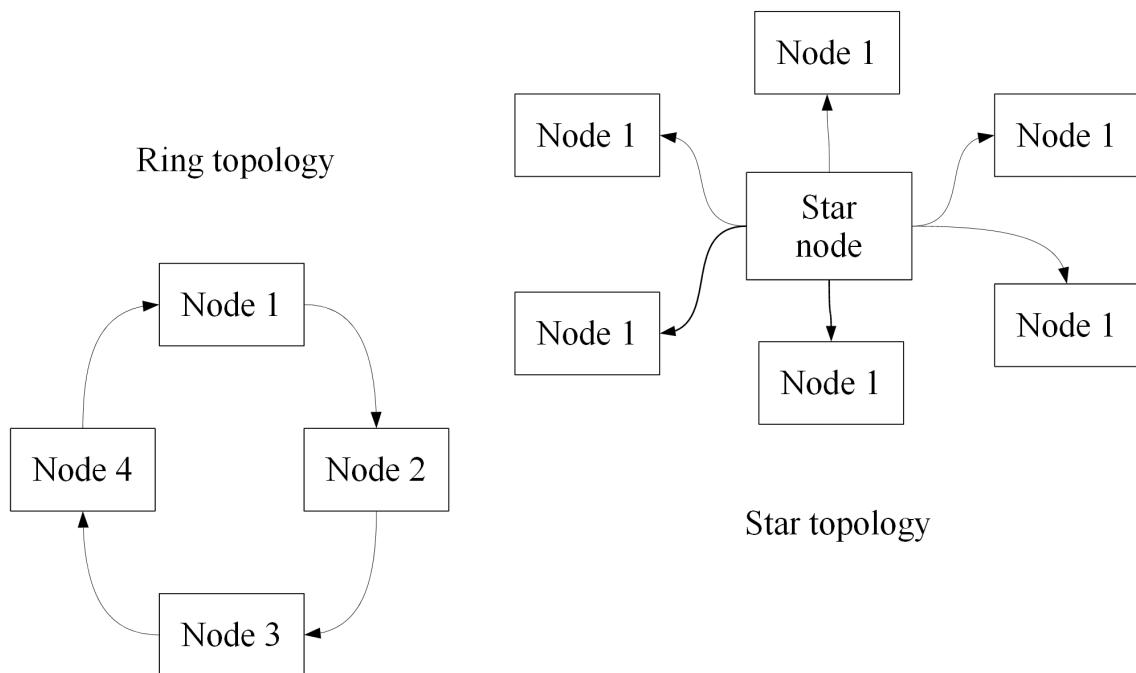 Ring topology
Node 1
Node 2
Node 3
Node 4
Node 1
Node 1
Node 1
Star
node
Node 1
Node 1
Node 1
Star topology